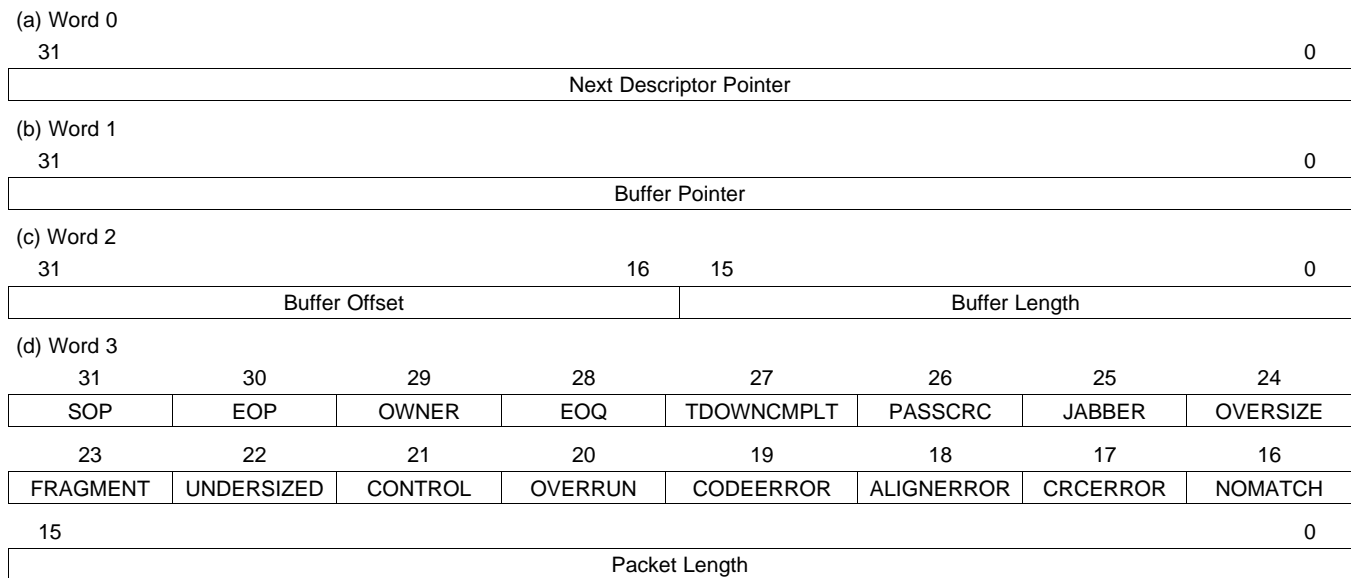 (a) Word 0
31 0
Next Descriptor Pointer
(b) Word 1
31 0
Buffer Pointer
(c) Word 2
31 16 15 0
Buffer Offset Buffer Length
(d) Word 3
31 30 29 28 27 26 25 24
SOP EOP OWNER EOQ TDOWNCMPLT PASSCRC JABBER OVERSIZE
23 22 21 20 19 18 17 16
FRAGMENT UNDERSIZED CONTROL OVERRUN CODEERROR ALIGNERROR CRCERROR NOMATCH
15 0
Packet Length